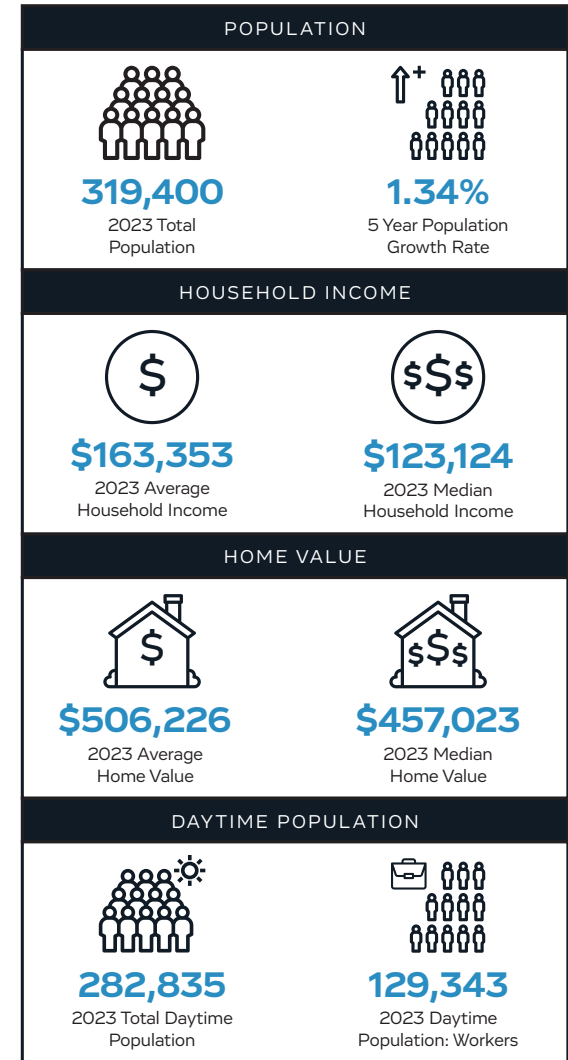 POPULATION
319,400
2023 Total
Population
1.34%
5 Year Population
Growth Rate
HOUSEHOLD INCOME
$
$163,353
2023 Average
Household Income
$$$
$123,124
2023 Median
Household Income
HOME VALUE
$
$506,226
2023 Average
Home Value
$$$
$457,023
2023 Median
Home Value
DAYTIME POPULATION
282,835
2023 Total Daytime
Population
129,343
2023 Daytime
Population: Workers